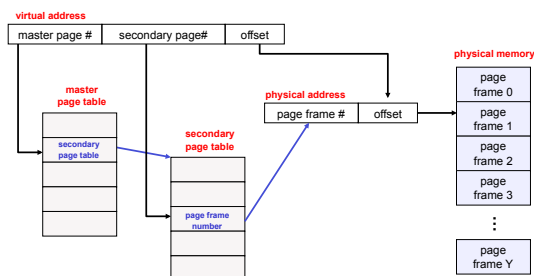 virtual address
master page # secondary page# offset
physical memory
master
page table
physical address
page frame # offset
secondary
page table
secondary
page table
page frame
number
page
frame 0
page
frame 1
page
frame 2
page
frame 3
page
frame Y